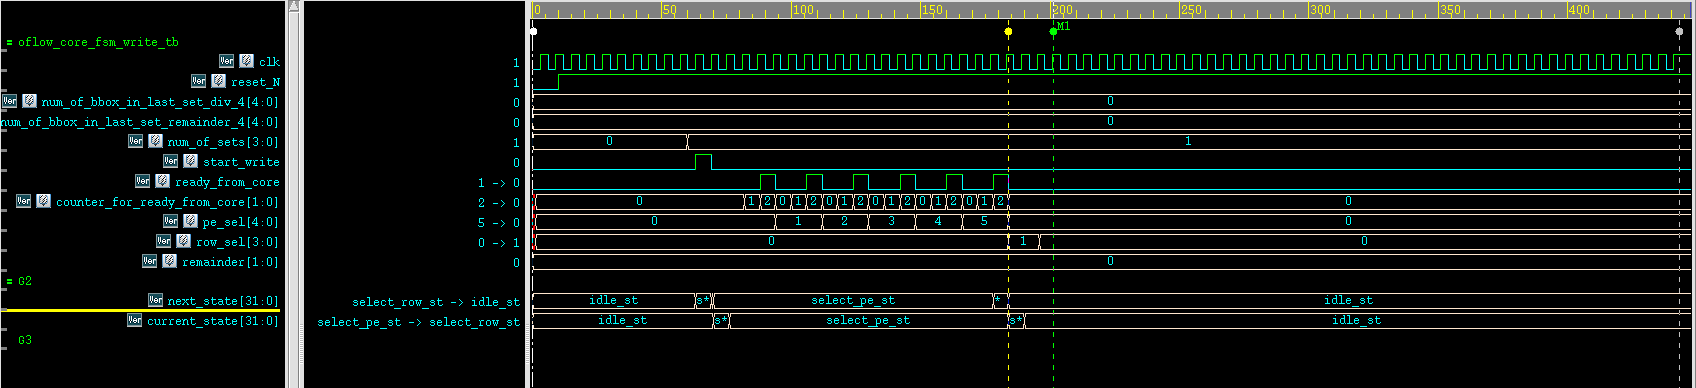 0 50 100 150 200 250 300 350 400
M1
= oflow_core_fsm_write_tb
Ver clk 1
Ver reset_N 1
Ver num_of_bbox_in_last_set_div_4[4:0] 0 0
num_of_bbox_in_last_set_remainder_4[4:0] 0 0
Ver num_of_sets[3:0] 1 0 1
Ver start_write 0
Ver ready_from_core 1 -> 0
Ver counter_for_ready_from_core[1:0] 2 -> 0 0 1 2 0 1 2 0 1 2 0 1 2 0 1 2 0 1 2 0
Ver pe_sel[4:0] 5 -> 0 0 1 2 3 4 5 0
Ver row_sel[3:0] 0 -> 1 0 1 0
Ver remainder[1:0] 0 0
= G2
Ver next_state[31:0] select_row_st -> idle_st idle_st s* select_pe_st * idle_st
Ver current_state[31:0] select_pe_st -> select_row_st idle_st s* select_pe_st s* idle_st
G3